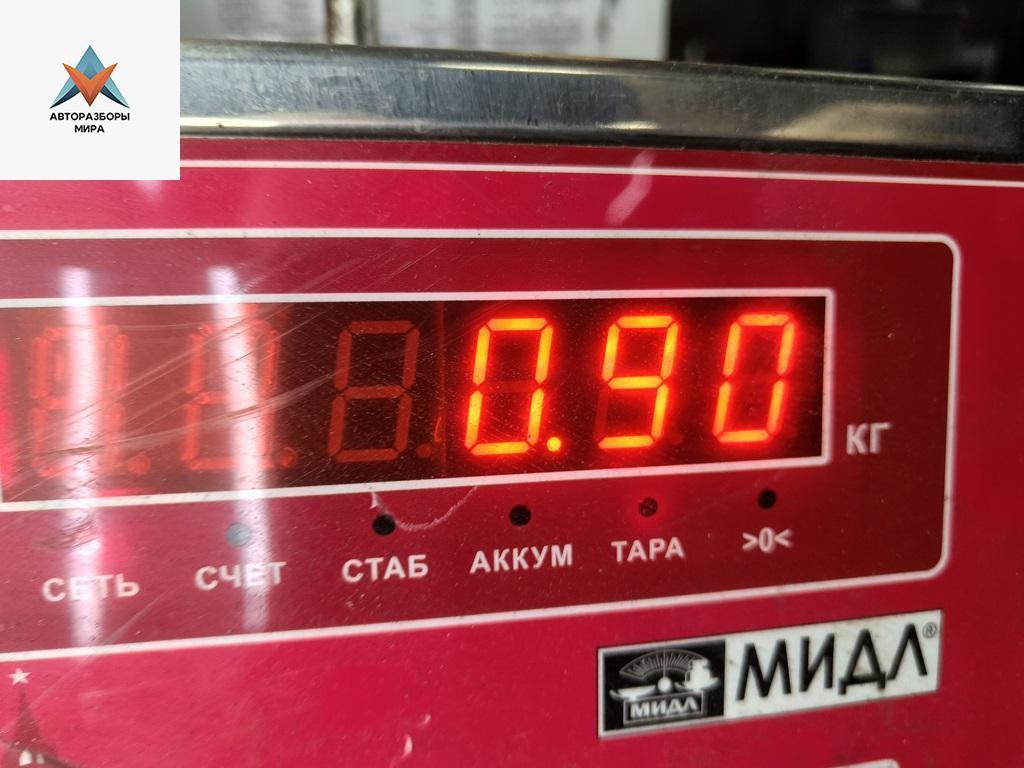 АВТОРАЗБОРЫ
МИРА
0.90
КГ
СЕТЬ СЧЕТ СТАБ АККУМ ТАРА >0<
МИДЛ МИДЛ®